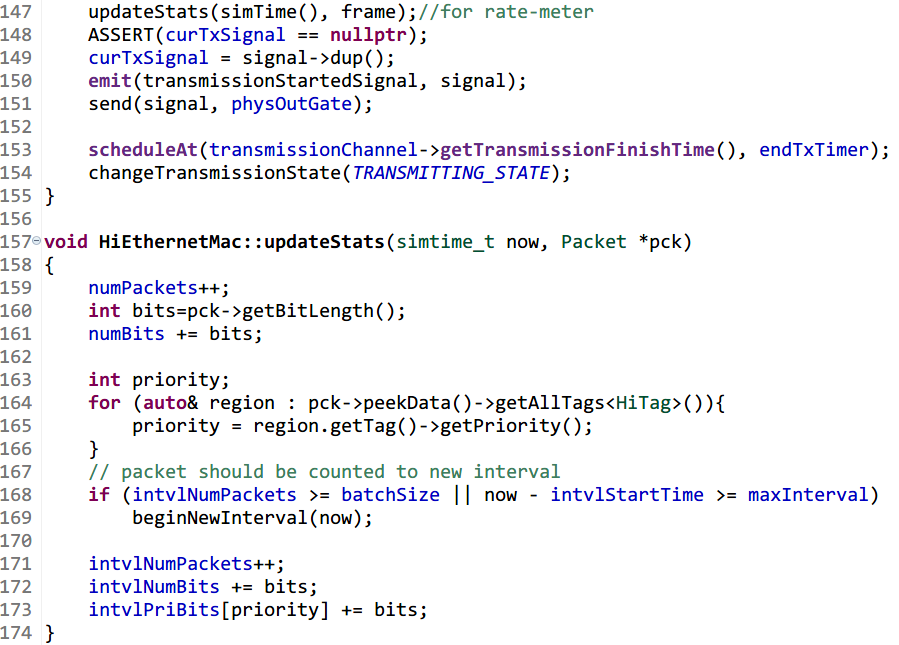 147     updateStats(simTime(), frame);//for rate-meter
148     ASSERT(curTxSignal == nullptr);
149     curTxSignal = signal->dup();
150     emit(transmissionStartedSignal, signal);
151     send(signal, physOutGate);
152
153     scheduleAt(transmissionChannel->getTransmissionFinishTime(), endTxTimer);
154     changeTransmissionState(TRANSMITTING_STATE);
155 }
156
157 void HiEthernetMac::updateStats(simtime_t now, Packet *pck)
158 {
159     numPackets++;
160     int bits=pck->getBitLength();
161     numBits += bits;
162
163     int priority;
164     for (auto& region : pck->peekData()->getAllTags<HiTag>()){
165         priority = region.getTag()->getPriority();
166     }
167     // packet should be counted to new interval
168     if (intvlNumPackets >= batchSize || now - intvlStartTime >= maxInterval)
169         beginNewInterval(now);
170
171     intvlNumPackets++;
172     intvlNumBits += bits;
173     intvlPriBits[priority] += bits;
174 }